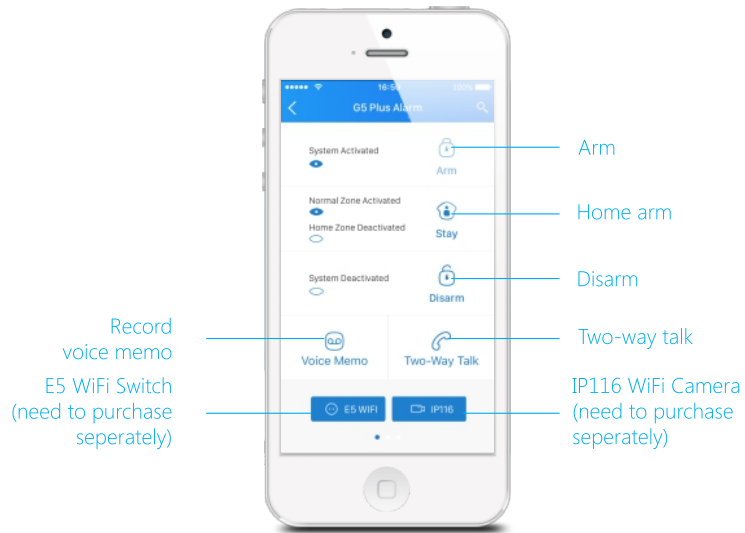 16:50
100%
G5 Plus Alarm
System Activated
Arm
Normal Zone Activated
Home Zone Deactivated
Stay
System Deactivated
Disarm
Voice Memo
Two-Way Talk
E5 WIFI
IP116
Arm
Home arm
Disarm
Two-way talk
IP116 WiFi Camera
(need to purchase
seperately)
Record
voice memo
E5 WiFi Switch
(need to purchase
seperately)